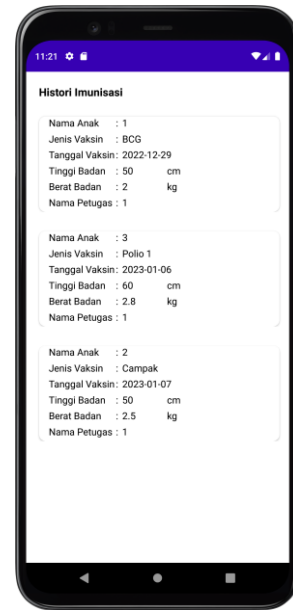 11:21
Histori Imunisasi
Nama Anak : 1
Jenis Vaksin : BCG
Tanggal Vaksin: 2022-12-29
Tinggi Badan : 50 cm
Berat Badan : 2 kg
Nama Petugas : 1
Nama Anak : 3
Jenis Vaksin : Polio 1
Tanggal Vaksin: 2023-01-06
Tinggi Badan : 60 cm
Berat Badan : 2.8 kg
Nama Petugas : 1
Nama Anak : 2
Jenis Vaksin : Campak
Tanggal Vaksin: 2023-01-07
Tinggi Badan : 50 cm
Berat Badan : 2.5 kg
Nama Petugas : 1